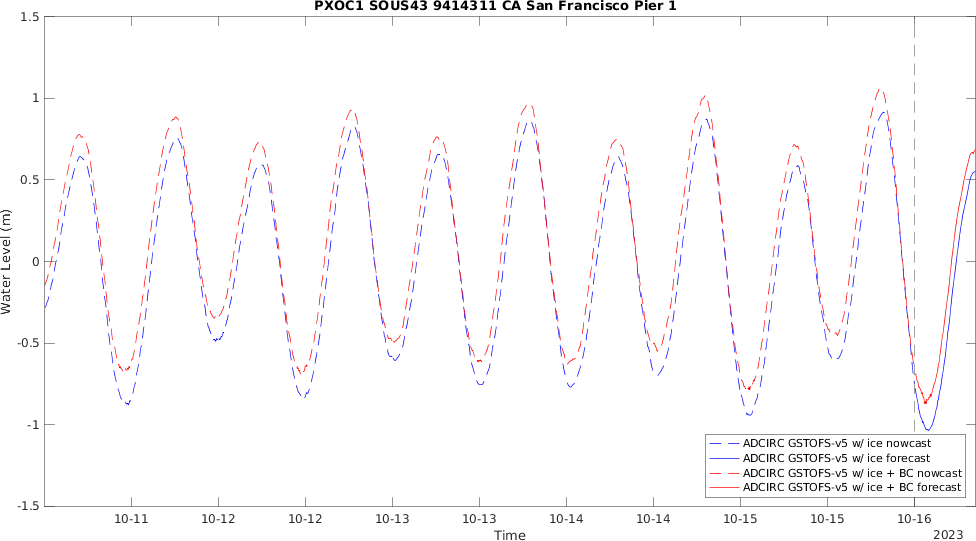 PXOC1 SOUS43 9414311 CA San Francisco Pier 1
1.5
1
0.5
0
-0.5
-1
-1.5
Water Level (m)
ADCIRC GSTOFS-v5 w/ ice nowcast
ADCIRC GSTOFS-v5 w/ ice forecast
ADCIRC GSTOFS-v5 w/ ice + BC nowcast
ADCIRC GSTOFS-v5 w/ ice + BC forecast
10-11 10-12 10-12 10-13 10-13 10-14 10-14 10-15 10-15 10-16
Time
2023